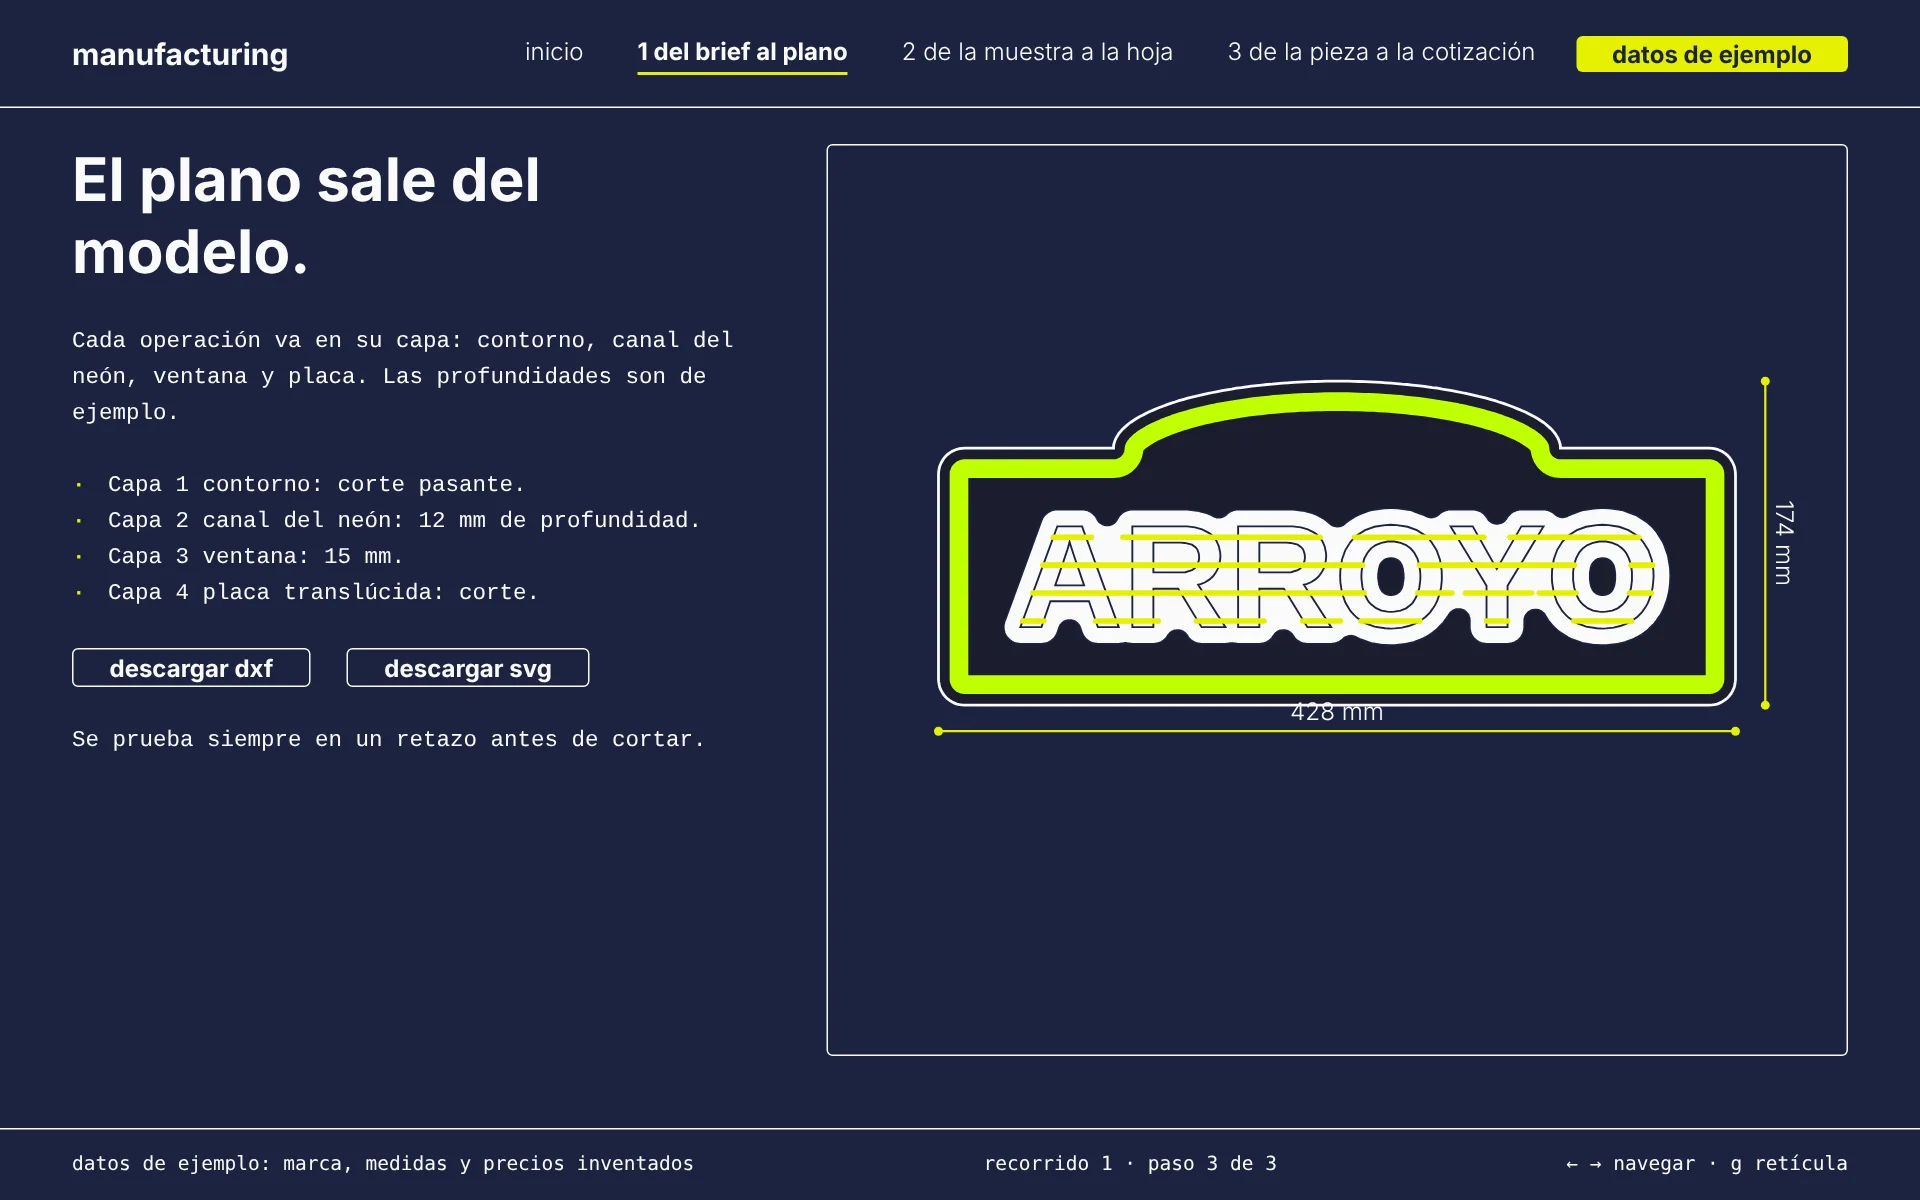 manufacturing
inicio
1 del brief al plano
2 de la muestra a la hoja
3 de la pieza a la cotización
datos de ejemplo
El plano sale del
modelo.
Cada operación va en su capa: contorno, canal del
neón, ventana y placa. Las profundidades son de
ejemplo.
· Capa 1 contorno: corte pasante.
· Capa 2 canal del neón: 12 mm de profundidad.
· Capa 3 ventana: 15 mm.
· Capa 4 placa translúcida: corte.
descargar dxf
descargar svg
Se prueba siempre en un retazo antes de cortar.
ARROYO
174 mm
428 mm
datos de ejemplo: marca, medidas y precios inventados
recorrido 1 · paso 3 de 3
← → navegar · g retícula